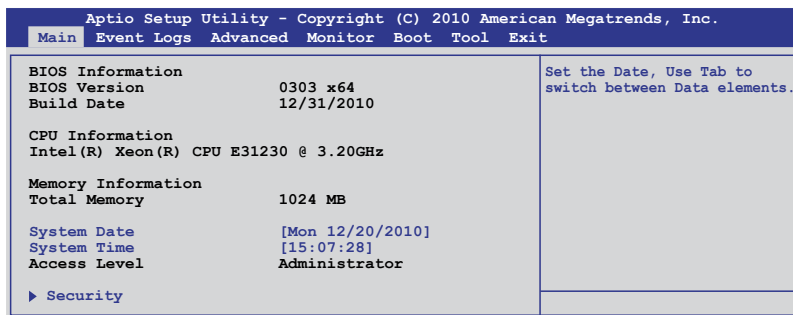 Aptio Setup Utility - Copyright (C) 2010 American Megatrends, Inc.
Main Event Logs Advanced Monitor Boot Tool Exit
BIOS Information
BIOS Version 0303 x64
Build Date 12/31/2010
CPU Information
Intel(R) Xeon(R) CPU E31230 @ 3.20GHz
Memory Information
Total Memory 1024 MB
System Date [Mon 12/20/2010]
System Time [15:07:28]
Access Level Administrator
Security
Set the Date, Use Tab to
switch between Data elements.